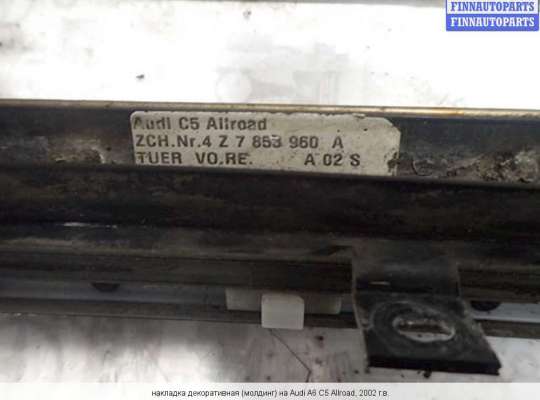 FINNAUTOPARTS
FINNAUTOPARTS
Audi C5 Allroad
ZCH.Nr.4 Z 7 853 960 A
TUER VO.RE. A 02 S
накладка декоративная (молдинг) на Audi A6 C5 Allroad, 2002 г.в.